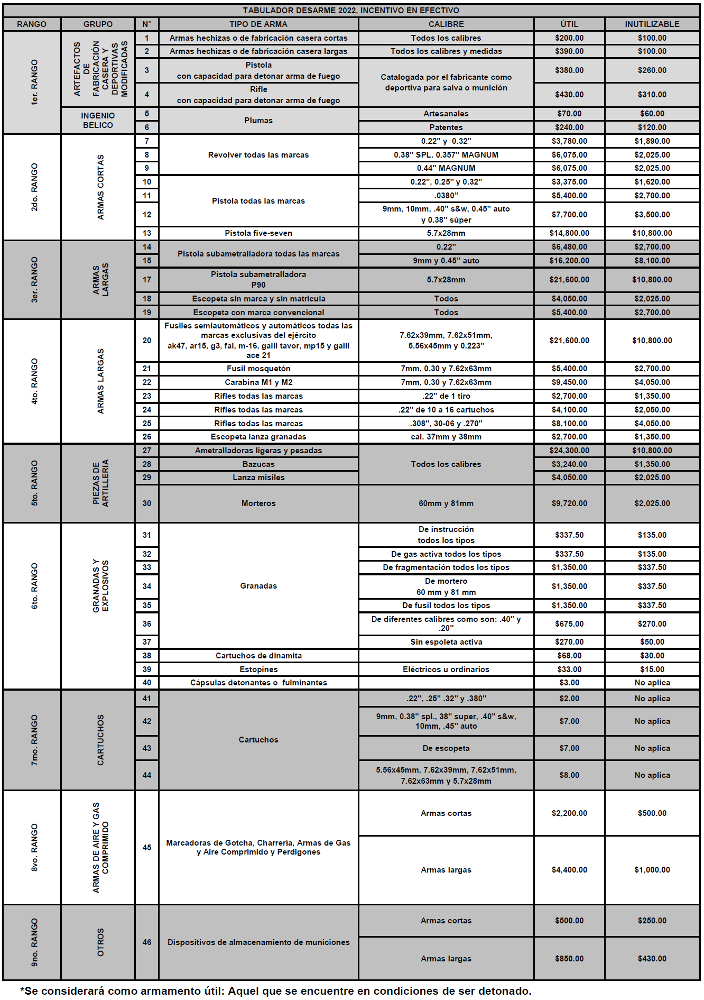 TABULADOR DESARME 2022, INCENTIVO EN EFECTIVO
RANGO GRUPO N° TIPO DE ARMA CALIBRE ÚTIL INUTILIZABLE
1er. RANGO
ARTEFACTOS
DE
FABRICACIÓN
CASERA Y
DEPORTIVAS
MODIFICADAS
1 Armas hechizas o de fabricación casera cortas Todos los calibres $200.00 $100.00
2 Armas hechizas o de fabricación casera largas Todos los calibres y medidas $390.00 $100.00
3 Pistola
con capacidad para detonar arma de fuego
Catalogada por el fabricante como
deportiva para salva o munición
$380.00 $260.00
4 Rifle
con capacidad para detonar arma de fuego
$430.00 $310.00
INGENIO
BELICO
5 Plumas Artesanales $70.00 $60.00
6 Patentes $240.00 $120.00
2do. RANGO
ARMAS CORTAS
7 Revolver todas las marcas 0.22" y 0.32" $3,780.00 $1,890.00
8 0.38" SPL. 0.357" MAGNUM $6,075.00 $2,025.00
9 0.44" MAGNUM $6,075.00 $2,025.00
10 Pistola todas las marcas 0.22", 0.25" y 0.32" $3,375.00 $1,620.00
11 .0380” $5,400.00 $2,700.00
12 9mm, 10mm, .40" s&w, 0.45" auto
y 0.38" súper
$7,700.00 $3,500.00
13 Pistola five-seven 5.7x28mm $14,800.00 $10,800.00
3er. RANGO
ARMAS
LARGAS
14 Pistola subametralladora todas las marcas 0.22" $6,480.00 $2,700.00
15 9mm y 0.45” auto $16,200.00 $8,100.00
17 Pistola subametralladora
P90
5.7x28mm $21,600.00 $10,800.00
18 Escopeta sin marca y sin matricula Todos $4,050.00 $2,025.00
19 Escopeta con marca convencional Todos $5,400.00 $2,700.00
4to. RANGO
ARMAS LARGAS
20 Fusiles semiautomáticos y automáticos todas las
marcas exclusivas del ejército
ak47, ar15, g3, fal, m-16, galil tavor, mp15 y galil
ace 21
7.62x39mm, 7.62x51mm,
5.56x45mm y 0.223"
$21,600.00 $10,800.00
21 Fusil mosquetón 7mm, 0.30 y 7.62x63mm $5,400.00 $2,700.00
22 Carabina M1 y M2 7mm, 0.30 y 7.62x63mm $9,450.00 $4,050.00
23 Rifles todas las marcas .22" de 1 tiro $2,700.00 $1,350.00
24 Rifles todas las marcas .22" de 10 a 16 cartuchos $4,100.00 $2,050.00
25 Rifles todas las marcas .308", 30-06 y .270" $8,100.00 $4,050.00
26 Escopeta lanza granadas cal. 37mm y 38mm $2,700.00 $1,350.00
5to. RANGO
PIEZAS DE
ARTILLERIA
27 Ametralladoras ligeras y pesadas Todos los calibres $24,300.00 $10,800.00
28 Bazucas $3,240.00 $1,350.00
29 Lanza misiles $4,050.00 $2,025.00
30 Morteros 60mm y 81mm $9,720.00 $2,025.00
6to. RANGO
GRANADAS Y
EXPLOSIVOS
31 Granadas De instrucción
todos los tipos
$337.50 $135.00
32 De gas activa todos los tipos $337.50 $135.00
33 De fragmentación todos los tipos $1,350.00 $337.50
34 De mortero
60 mm y 81 mm
$1,350.00 $337.50
35 De fusil todos los tipos $1,350.00 $337.50
36 De diferentes calibres como son: .40" y
.20"
$675.00 $270.00
37 Sin espoleta activa $270.00 $50.00
38 Cartuchos de dinamita $68.00 $30.00
39 Estopines Eléctricos u ordinarios $33.00 $15.00
40 Cápsulas detonantes o fulminantes $3.00 No aplica
7mo. RANGO
CARTUCHOS
41 Cartuchos .22", .25" .32" y .380" $2.00 No aplica
42 9mm, 0.38" spl., 38" super, .40" s&w,
10mm, .45" auto
$7.00 No aplica
43 De escopeta $7.00 No aplica
44 5.56x45mm, 7.62x39mm, 7.62x51mm,
7.62x63mm y 5.7x28mm
$8.00 No aplica
8vo. RANGO
ARMAS DE AIRE Y GAS
COMPRIMIDO
45 Marcadoras de Gotcha, Charrería, Armas de Gas
y Aire Comprimido y Perdigones
Armas cortas $2,200.00 $500.00
Armas largas $4,400.00 $1,000.00
9no. RANGO
OTROS
46 Dispositivos de almacenamiento de municiones
Armas cortas $500.00 $250.00
Armas largas $850.00 $430.00
*Se considerará como armamento útil: Aquel que se encuentre en condiciones de ser detonado.